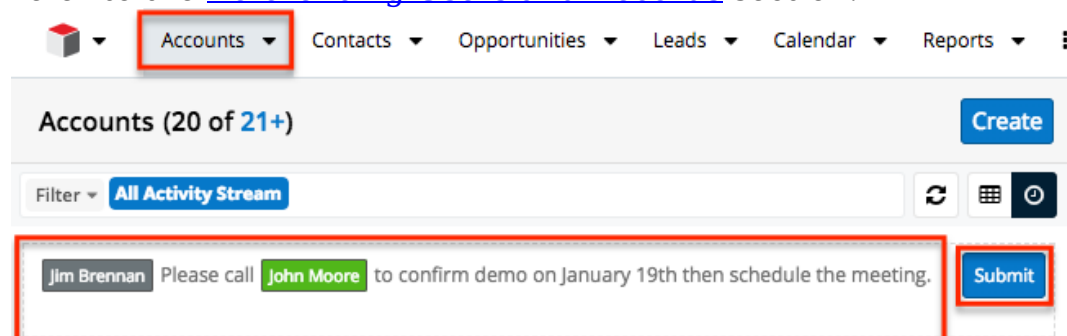 Accounts Contacts Opportunities Leads Calendar Reports
Accounts (20 of 21+)
Create
Filter All Activity Stream
Jim Brennan Please call John Moore to confirm demo on January 19th then schedule the meeting.
Submit